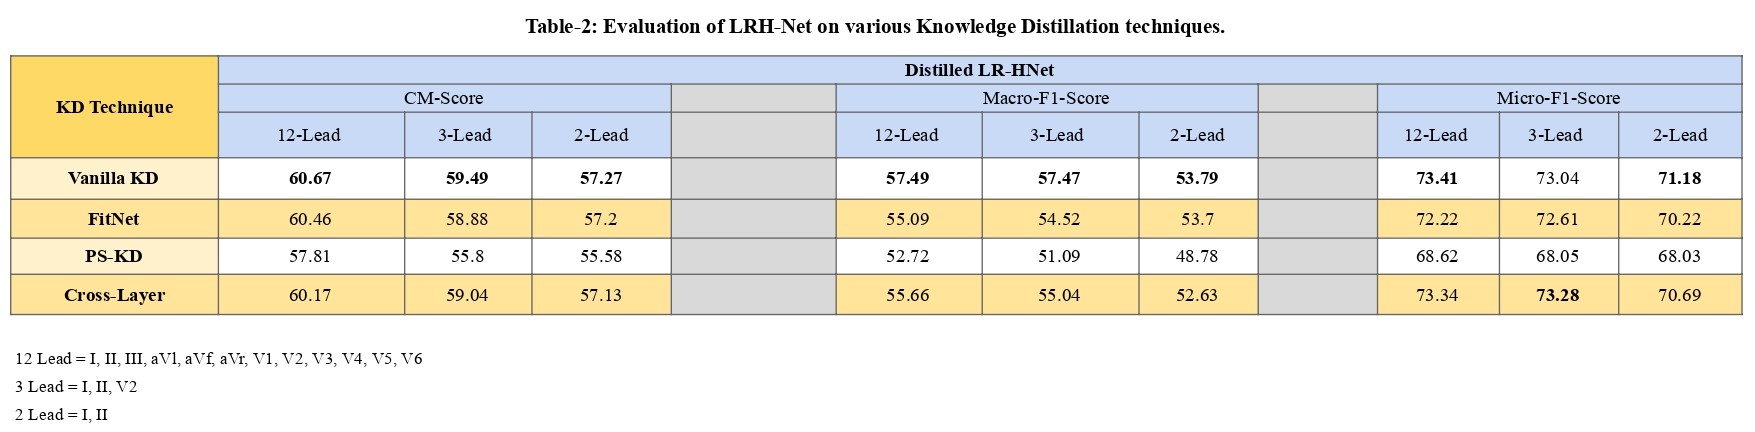 Table-2: Evaluation of LRH-Net on various Knowledge Distillation techniques.
KD Technique
Distilled LR-HNet
CM-Score Macro-F1-Score Micro-F1-Score
12-Lead 3-Lead 2-Lead 12-Lead 3-Lead 2-Lead 12-Lead 3-Lead 2-Lead
Vanilla KD 60.67 59.49 57.27 57.49 57.47 53.79 73.41 73.04 71.18
FitNet 60.46 58.88 57.2 55.09 54.52 53.7 72.22 72.61 70.22
PS-KD 57.81 55.8 55.58 52.72 51.09 48.78 68.62 68.05 68.03
Cross-Layer 60.17 59.04 57.13 55.66 55.04 52.63 73.34 73.28 70.69
12 Lead = I, II, III, aVl, aVf, aVr, V1, V2, V3, V4, V5, V6
3 Lead = I, II, V2
2 Lead = I, II